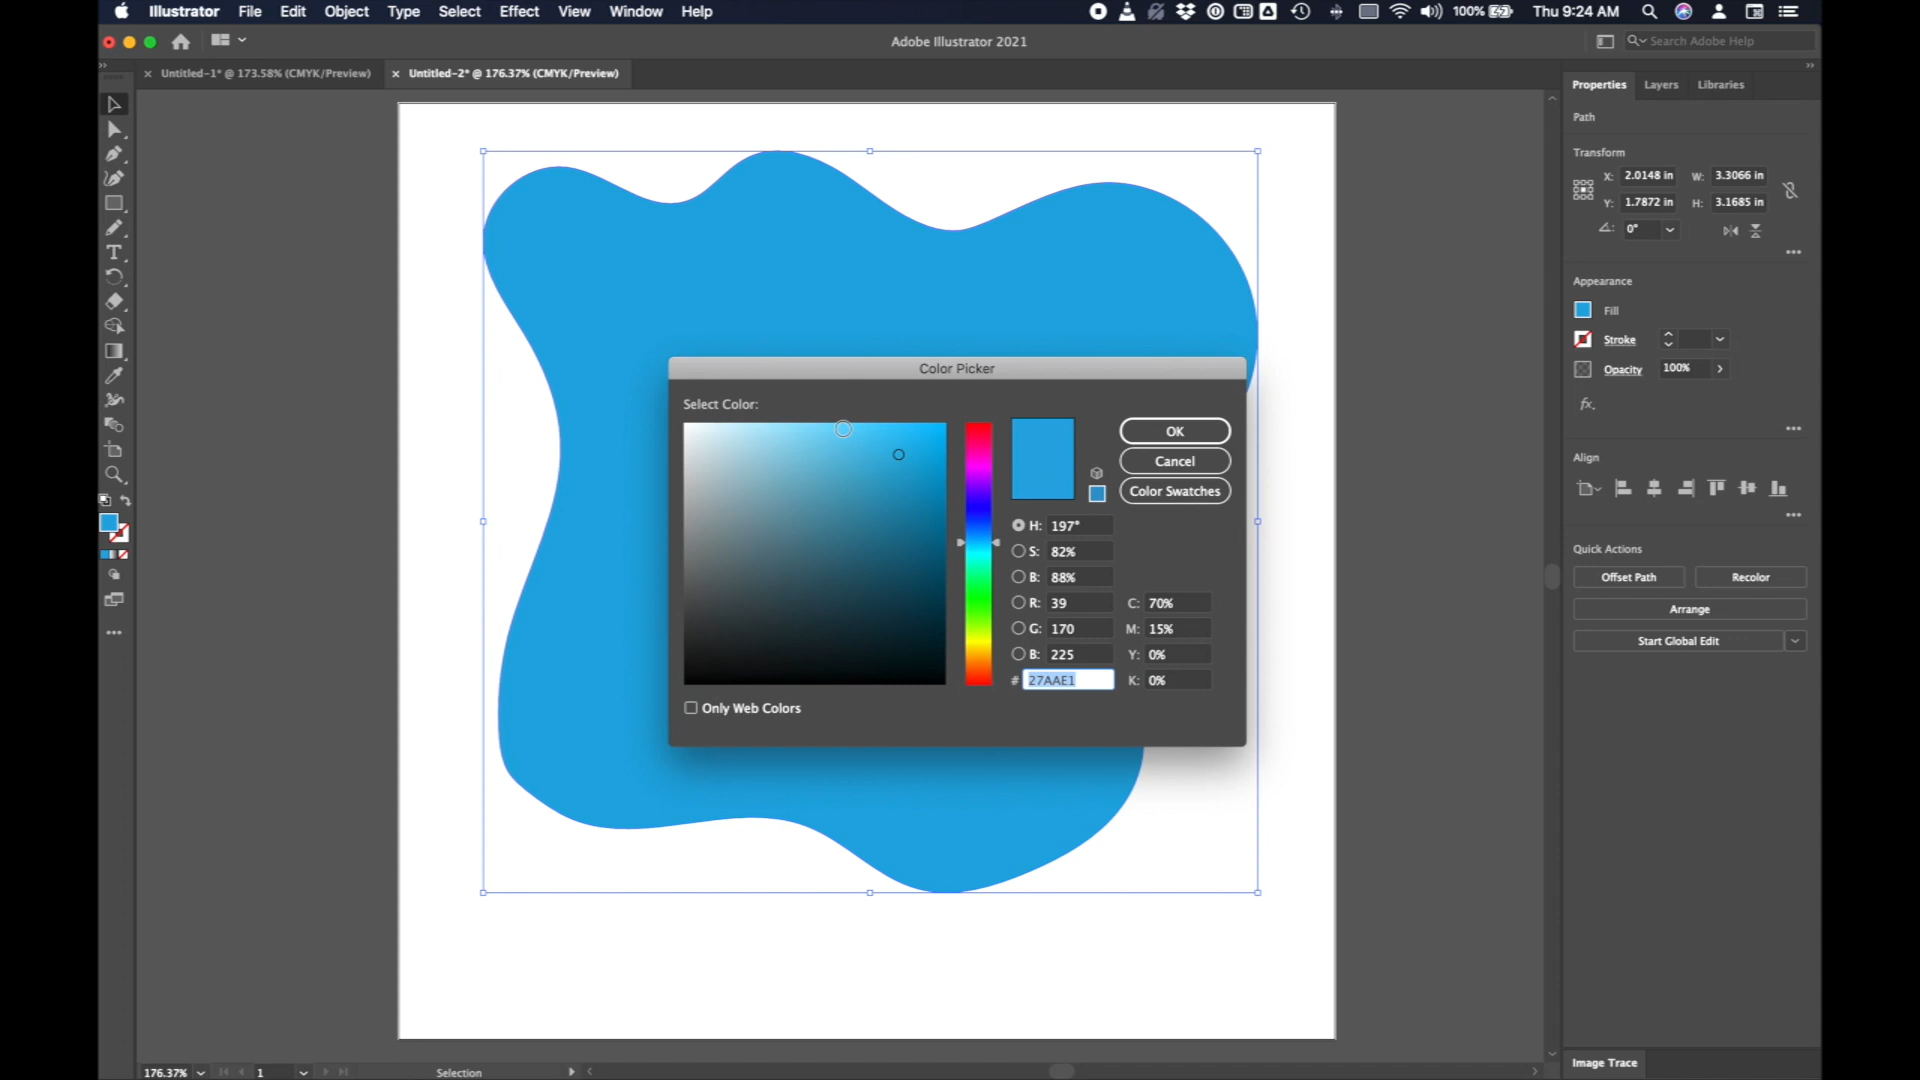 Illustrator File Edit Object Type Select Effect View Window Help 100% Thu 9:24 AM
Adobe Illustrator 2021
Search Adobe Help
Untitled-1* @ 173.58% (CMYK/Preview)
Untitled-2* @ 176.37% (CMYK/Preview)
Properties Layers Libraries
Path
Transform
X: 2.0148 in W: 3.3066 in
Y: 1.7872 in H: 3.1685 in
0°
Appearance
Fill
Stroke
Opacity 100%
fx.
Align
Quick Actions
Offset Path Recolor
Arrange
Start Global Edit
Image Trace
Color Picker
Select Color:
OK
Cancel
Color Swatches
H: 197°
S: 82%
B: 88%
R: 39 C: 70%
G: 170 M: 15%
B: 225 Y: 0%
# 27AAE1 K: 0%
Only Web Colors
176.37% 1 Selection